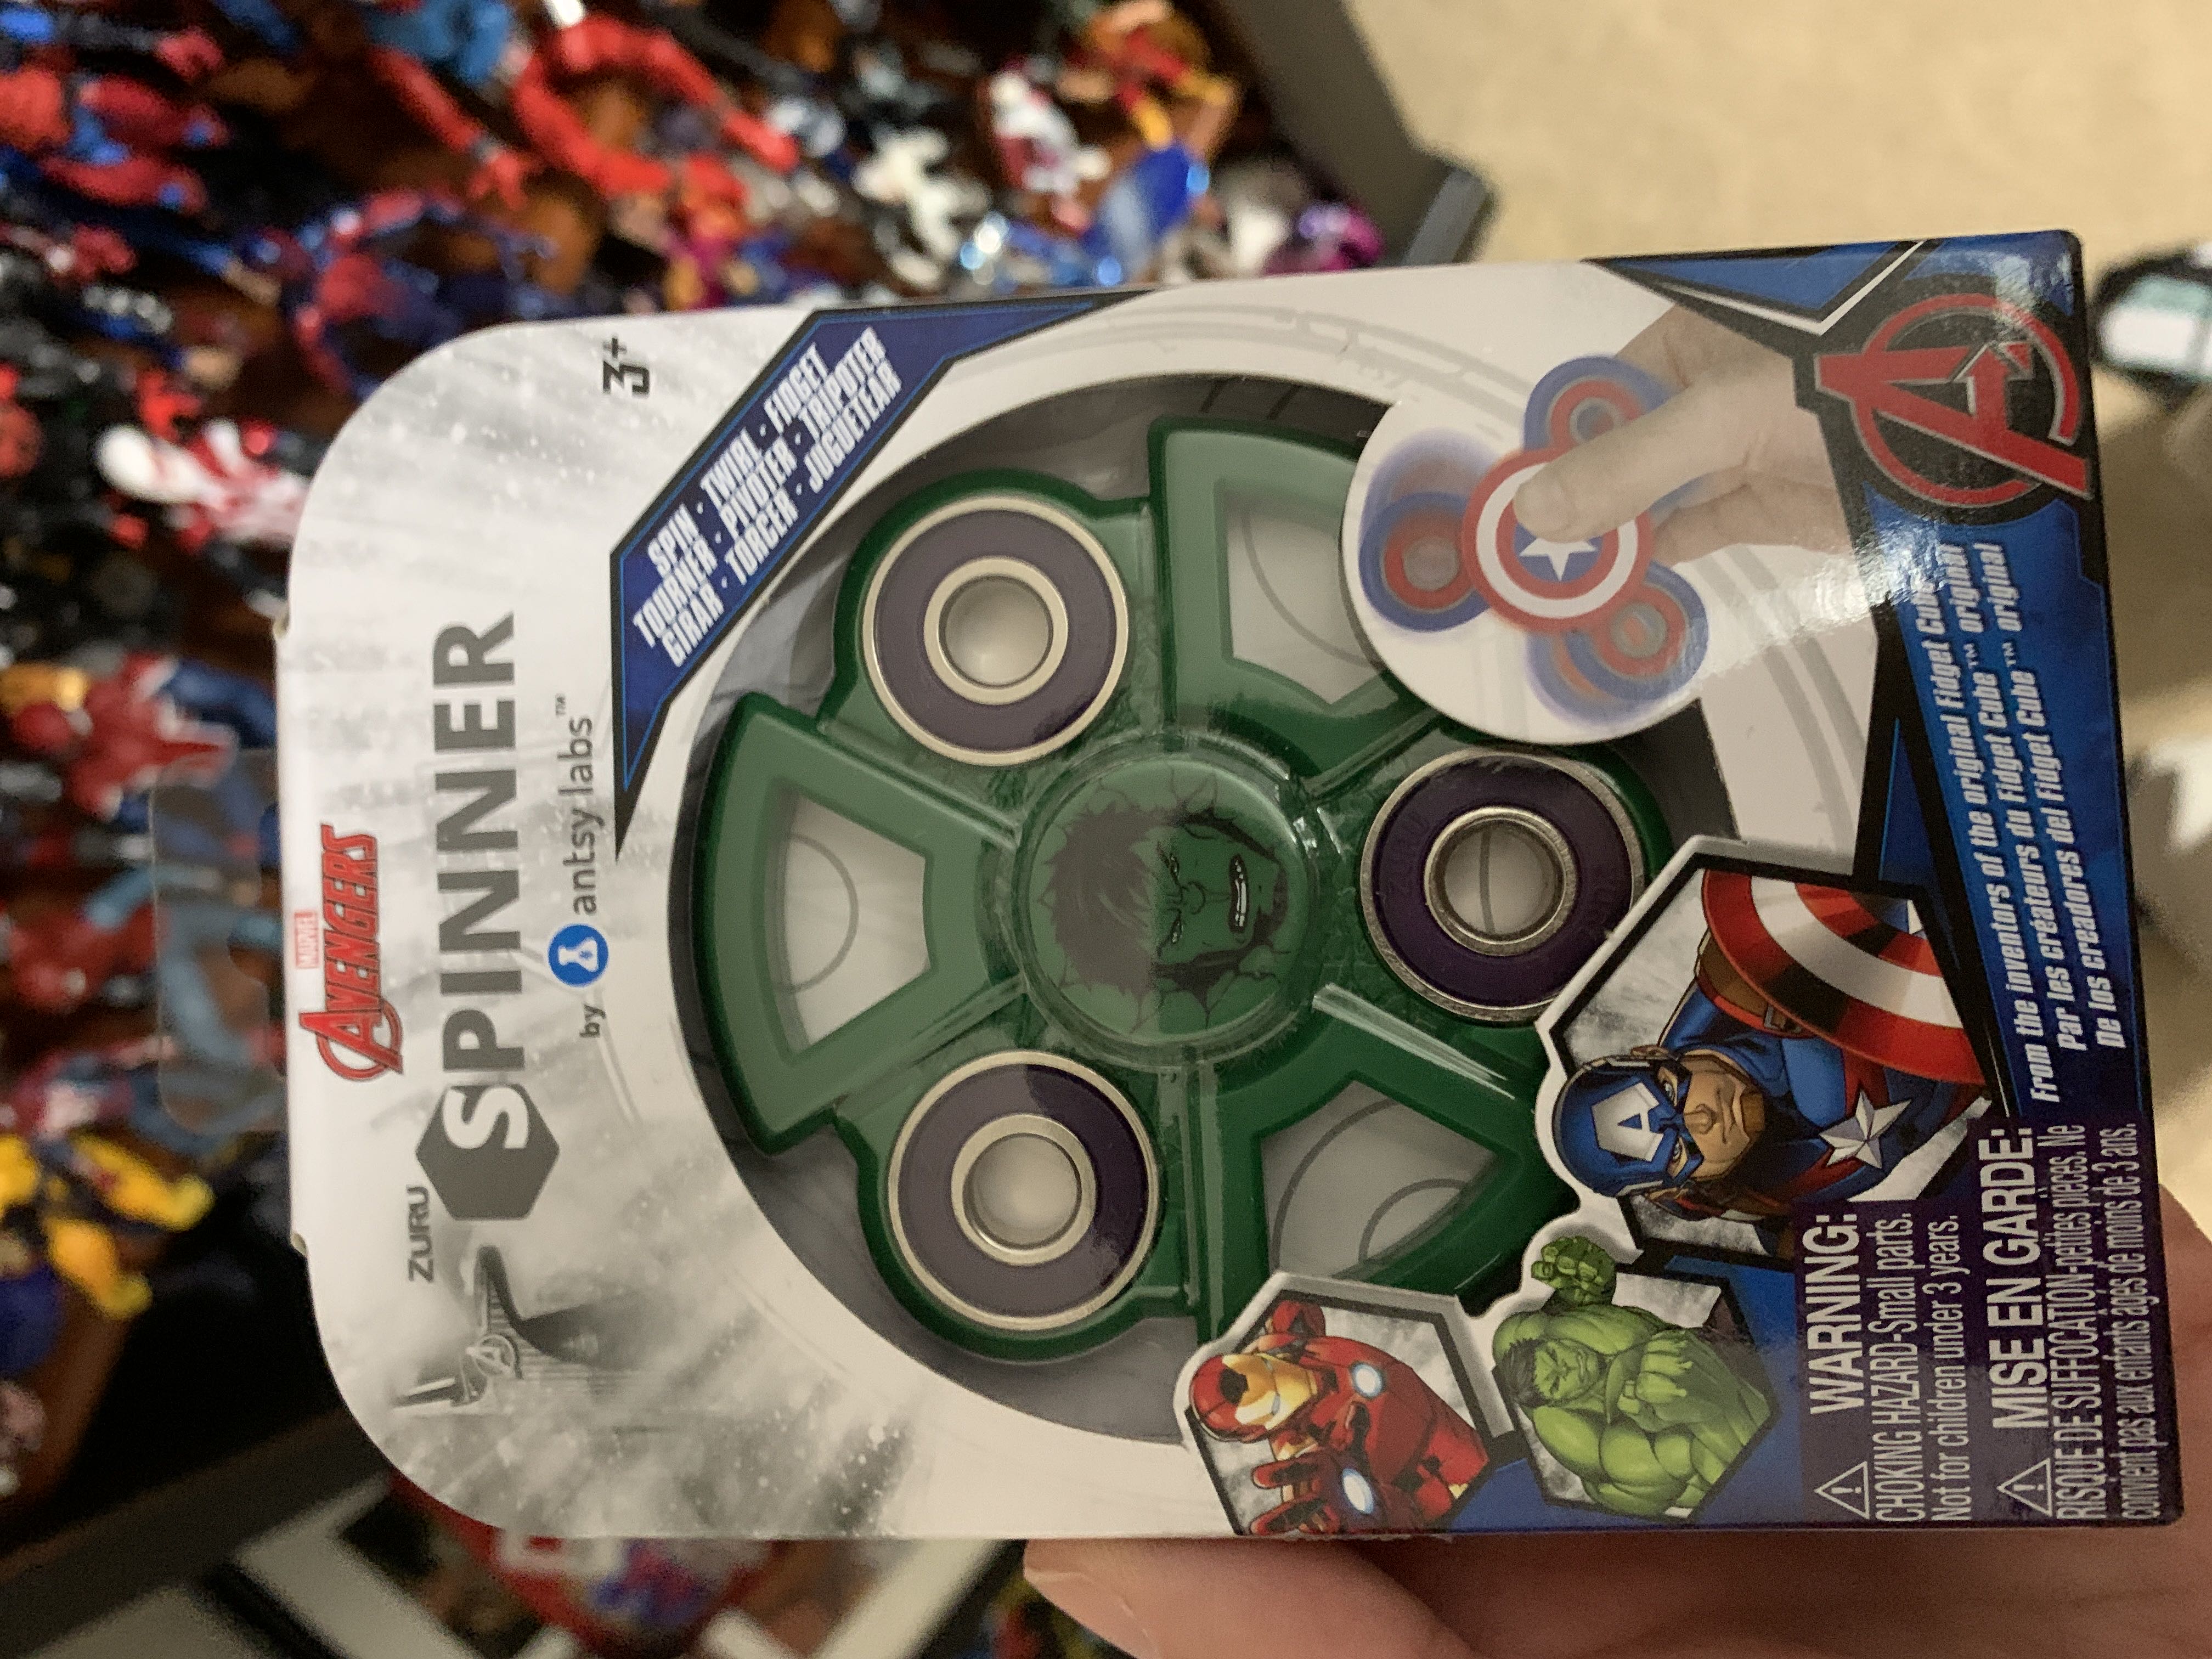 MARVEL
AVENGERS
ZURU
SPINNER
by antsy labs™
3+
SPIN · TWIRL · FIDGET
TOURNER · PIVOTER · TRIPOTER
GIRAR · TORCER · JUGUETEAR
A
From the inventors of the original Fidget Cube™
Par les créateurs du Fidget Cube™ original
De los creadores del Fidget Cube™ original
WARNING:
CHOKING HAZARD-Small parts.
Not for children under 3 years.
MISE EN GARDE:
RISQUE DE SUFFOCATION-petites pièces. Ne
convient pas aux enfants âgés de moins de 3 ans.